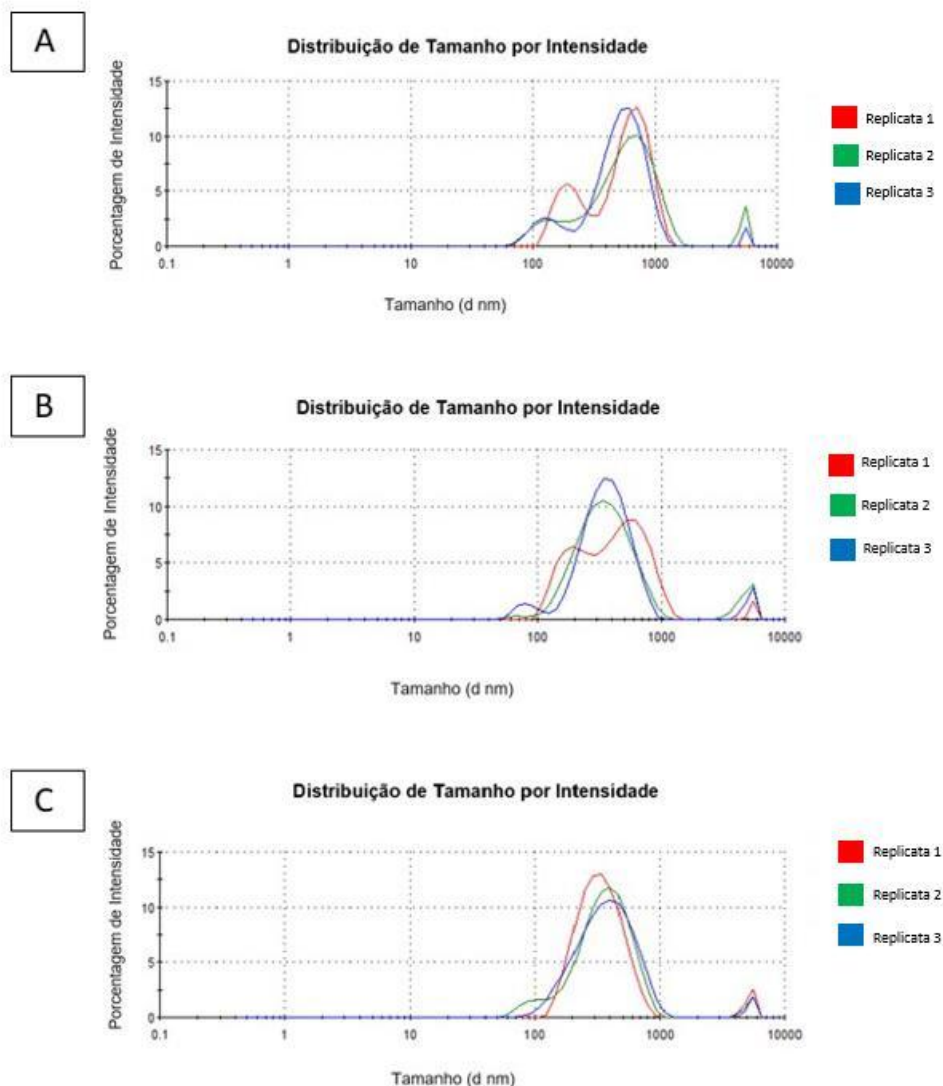 A
Distribuição de Tamanho por Intensidade
Porcentagem de Intensidade
15
10
5
0
0.1
1
10
100
1000
10000
Tamanho (d nm)
Replicata 1
Replicata 2
Replicata 3
B
Distribuição de Tamanho por Intensidade
Porcentagem de Intensidade
15
10
5
0
0.1
1
10
100
1000
10000
Tamanho (d nm)
Replicata 1
Replicata 2
Replicata 3
C
Distribuição de Tamanho por Intensidade
Porcentagem de Intensidade
15
10
5
0
0.1
1
10
100
1000
10000
Tamanho (d nm)
Replicata 1
Replicata 2
Replicata 3